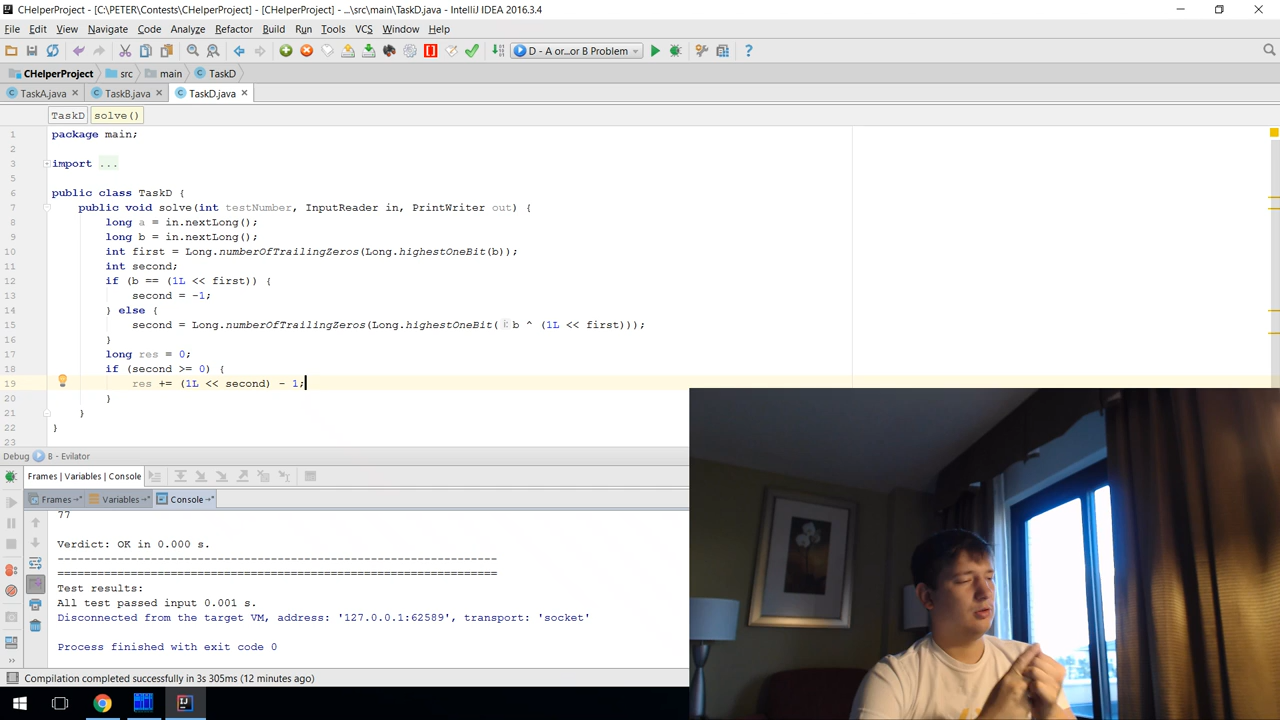 CHelperProject - [C:\PETER\Contests\CHelperProject] - [CHelperProject] - ...\src\main\TaskD.java - IntelliJ IDEA 2016.3.4
File Edit View Navigate Code Analyze Refactor Build Run Tools VCS Window Help
D - A or...or B Problem
CHelperProject src main TaskD
TaskA.java TaskB.java TaskD.java
TaskD solve()
1 package main;
2
3 import ...
5
6 public class TaskD {
7 public void solve(int testNumber, InputReader in, PrintWriter out) {
8 long a = in.nextLong();
9 long b = in.nextLong();
10 int first = Long.numberOfTrailingZeros(Long.highestOneBit(b));
11 int second;
12 if (b == (1L << first)) {
13 second = -1;
14 } else {
15 second = Long.numberOfTrailingZeros(Long.highestOneBit( i: b ^ (1L << first)));
16 }
17 long res = 0;
18 if (second >= 0) {
19 res += (1L << second) - 1;
20 }
21 }
22 }
23
Debug B - Evilator
Frames | Variables | Console
Frames Variables Console
77
Verdict: OK in 0.000 s.
------------------------------------------------------------------
==================================================================
Test results:
All test passed input 0.001 s.
Disconnected from the target VM, address: '127.0.0.1:62589', transport: 'socket'
Process finished with exit code 0
Compilation completed successfully in 3s 305ms (12 minutes ago)